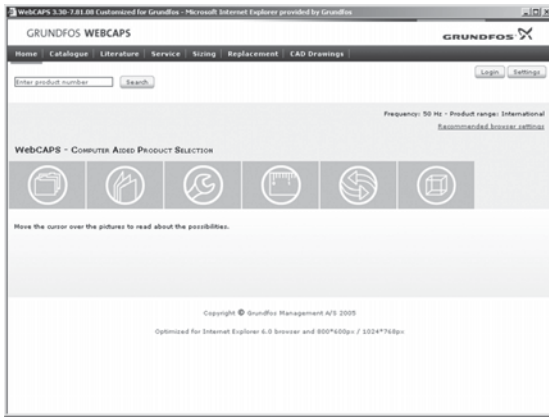 WebCAPS 3.30-7.81.08 Customized for Grundfos - Microsoft Internet Explorer provided by Grundfos
GRUNDFOS WEBCAPS
GRUNDFOS
Home Catalogue Literature Service Sizing Replacement CAD Drawings
Login Settings
Enter product number Search
Frequency: 50 Hz - Product range: International
Recommended browser settings
WebCAPS - Computer Aided Product Selection
Move the cursor over the pictures to read about the possibilities.
Copyright © Grundfos Management A/S 2005
Optimized for Internet Explorer 6.0 browser and 800*600px / 1024*768px